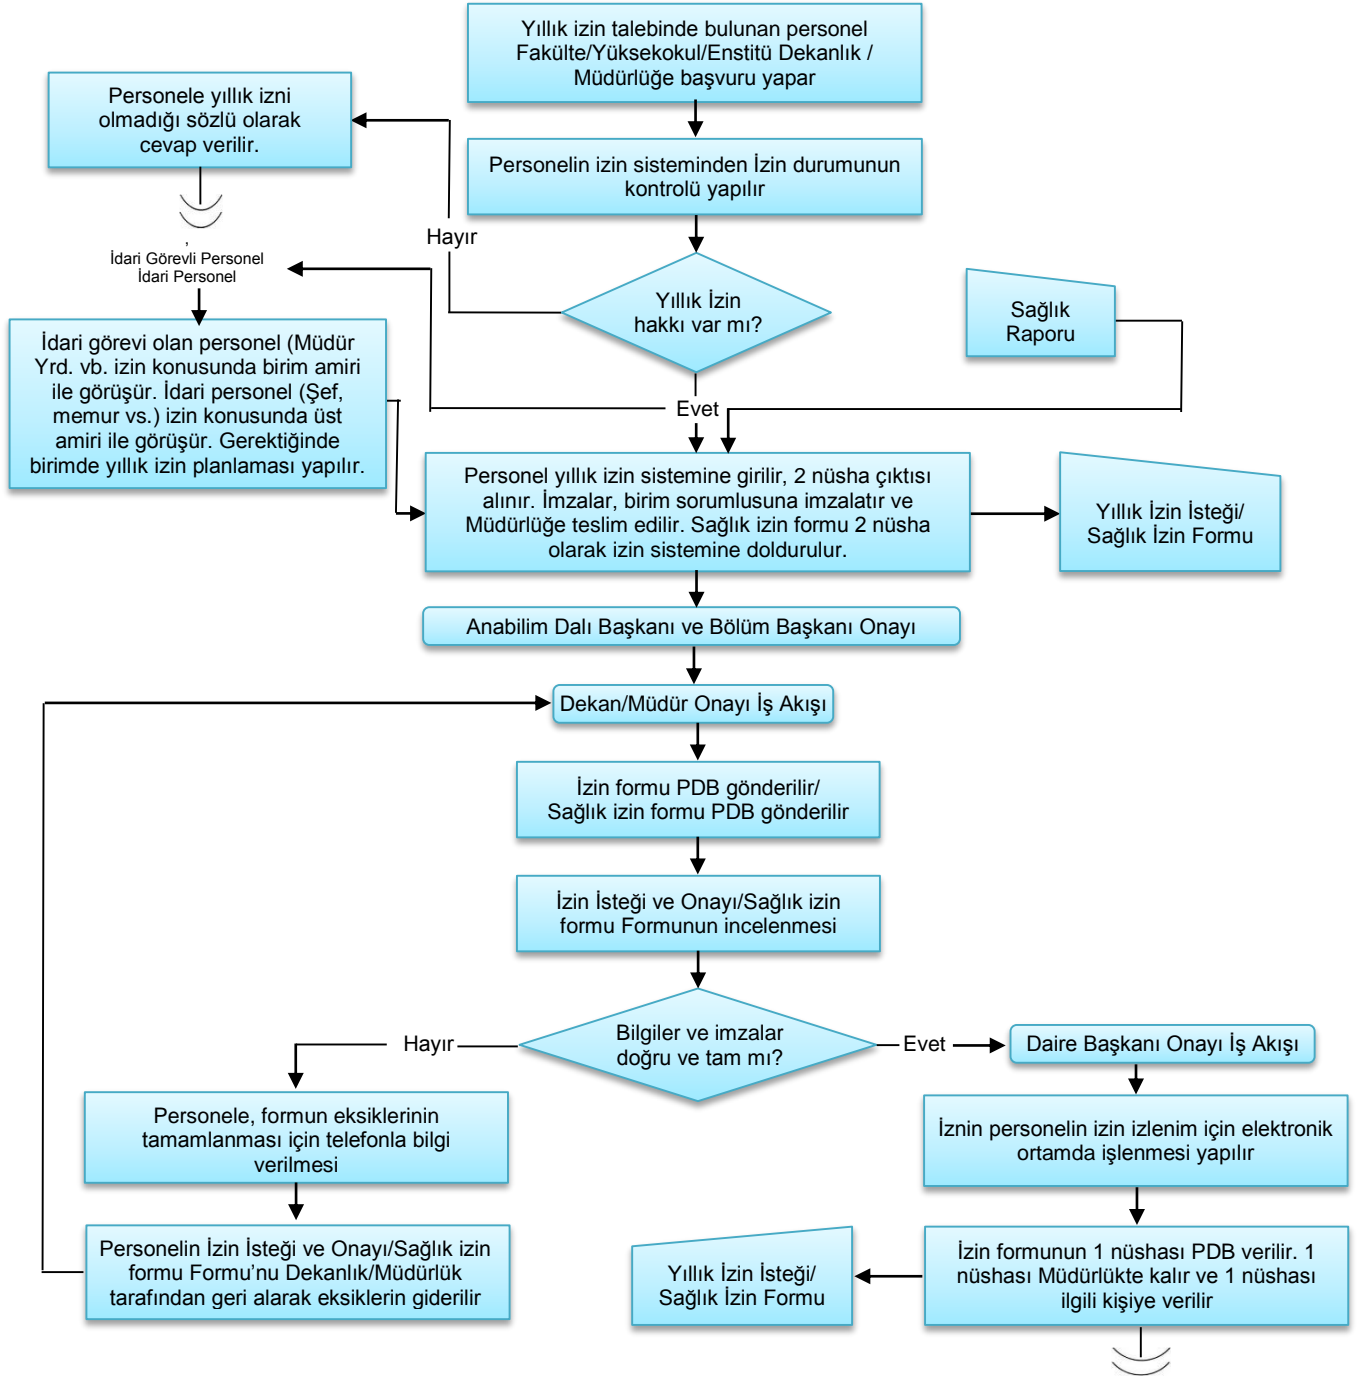 Yıllık izin talebinde bulunan personel
Fakülte/Yüksekokul/Enstitü Dekanlık /
Müdürlüğe başvuru yapar
Personele yıllık izni
olmadığı sözlü olarak
cevap verilir.
Personelin izin sisteminden İzin durumunun
kontrolü yapılır
Hayır
,
İdari Görevli Personel
İdari Personel
Yıllık İzin
hakkı var mı?
Sağlık
Raporu
İdari görevi olan personel (Müdür
Yrd. vb. izin konusunda birim amiri
ile görüşür. İdari personel (Şef,
memur vs.) izin konusunda üst
amiri ile görüşür. Gerektiğinde
birimde yıllık izin planlaması yapılır.
Evet
Personel yıllık izin sistemine girilir, 2 nüsha çıktısı
alınır. İmzalar, birim sorumlusuna imzalatır ve
Müdürlüğe teslim edilir. Sağlık izin formu 2 nüsha
olarak izin sistemine doldurulur.
Yıllık İzin İsteği/
Sağlık İzin Formu
Anabilim Dalı Başkanı ve Bölüm Başkanı Onayı
Dekan/Müdür Onayı İş Akışı
İzin formu PDB gönderilir/
Sağlık izin formu PDB gönderilir
İzin İsteği ve Onayı/Sağlık izin
formu Formunun incelenmesi
Bilgiler ve imzalar
doğru ve tam mı?
Hayır
Evet
Daire Başkanı Onayı İş Akışı
Personele, formun eksiklerinin
tamamlanması için telefonla bilgi
verilmesi
İznin personelin izin izlenim için elektronik
ortamda işlenmesi yapılır
Personelin İzin İsteği ve Onayı/Sağlık izin
formu Formu’nu Dekanlık/Müdürlük
tarafından geri alarak eksiklerin giderilir
Yıllık İzin İsteği/
Sağlık İzin Formu
İzin formunun 1 nüshası PDB verilir. 1
nüshası Müdürlükte kalır ve 1 nüshası
ilgili kişiye verilir